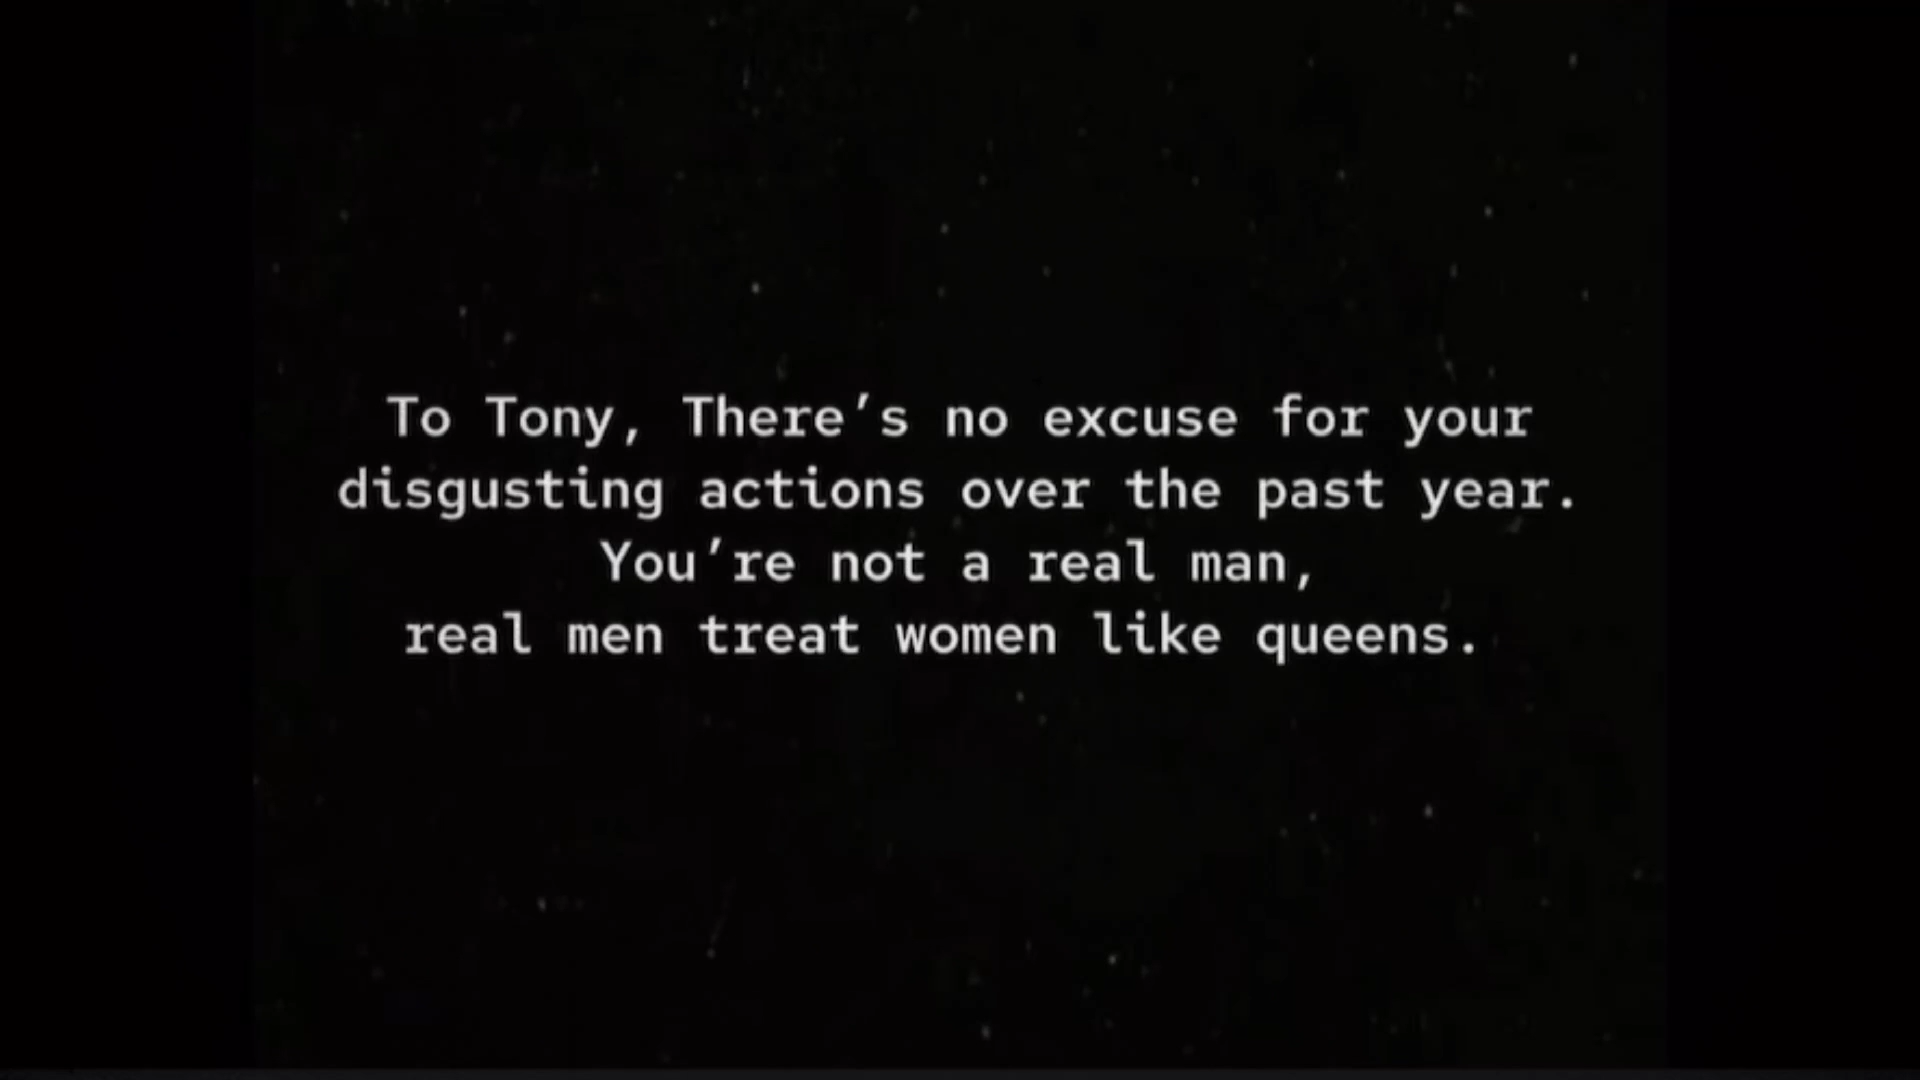 To Tony, There’s no excuse for your
disgusting actions over the past year.
You’re not a real man,
real men treat women like queens.